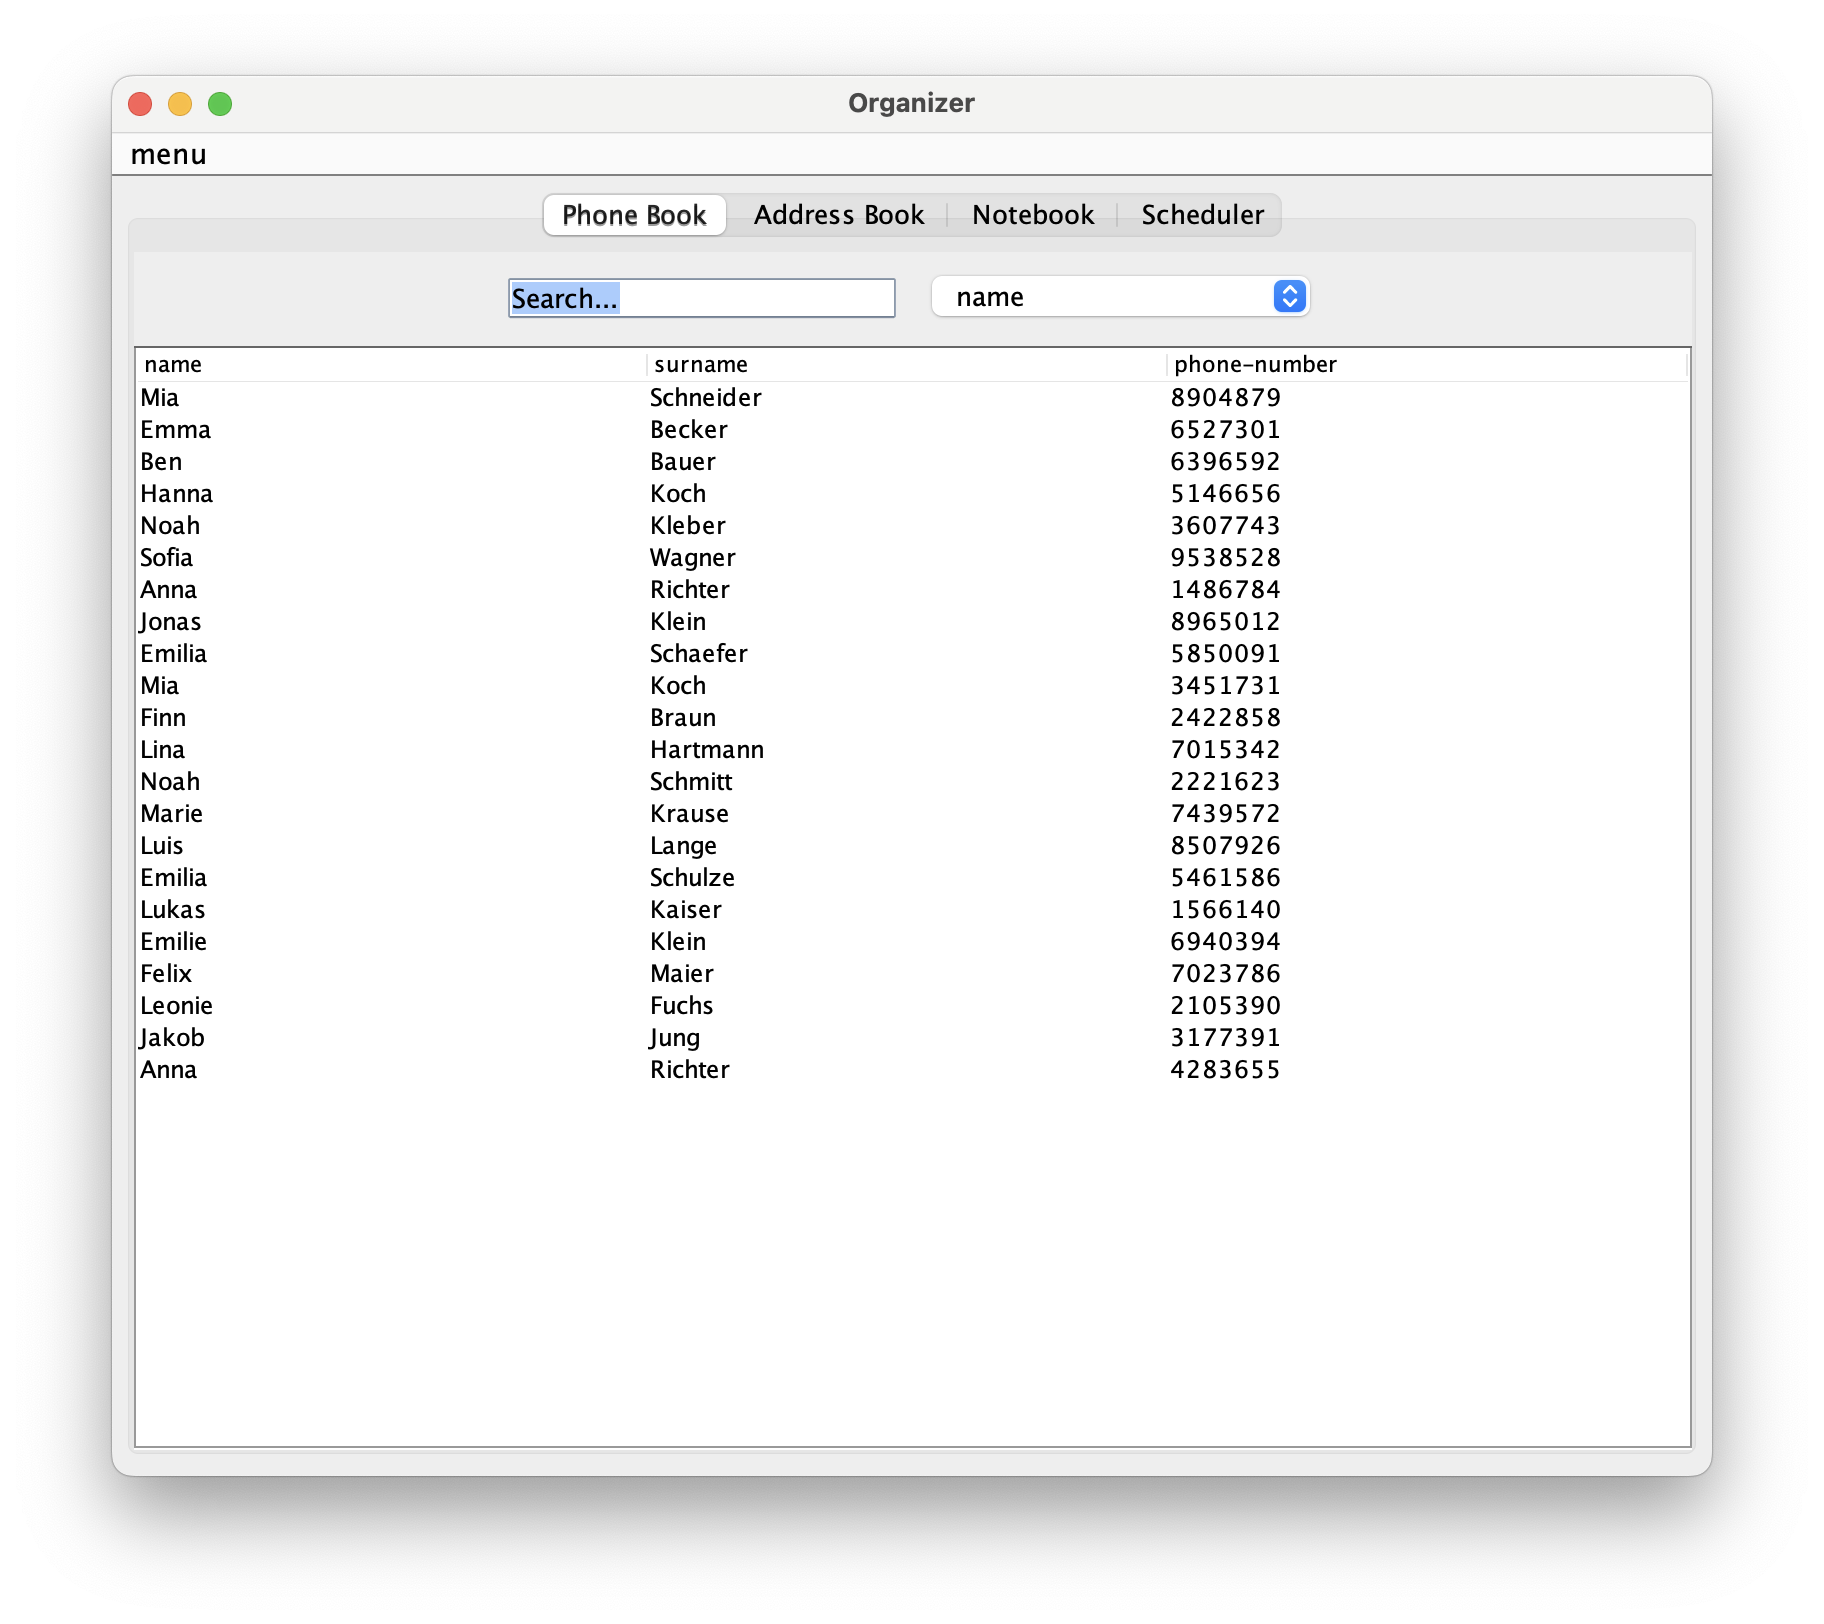 Organizer
menu
Phone Book Address Book Notebook Scheduler
Search... name
name surname phone-number
Mia Schneider 8904879
Emma Becker 6527301
Ben Bauer 6396592
Hanna Koch 5146656
Noah Kleber 3607743
Sofia Wagner 9538528
Anna Richter 1486784
Jonas Klein 8965012
Emilia Schaefer 5850091
Mia Koch 3451731
Finn Braun 2422858
Lina Hartmann 7015342
Noah Schmitt 2221623
Marie Krause 7439572
Luis Lange 8507926
Emilia Schulze 5461586
Lukas Kaiser 1566140
Emilie Klein 6940394
Felix Maier 7023786
Leonie Fuchs 2105390
Jakob Jung 3177391
Anna Richter 4283655